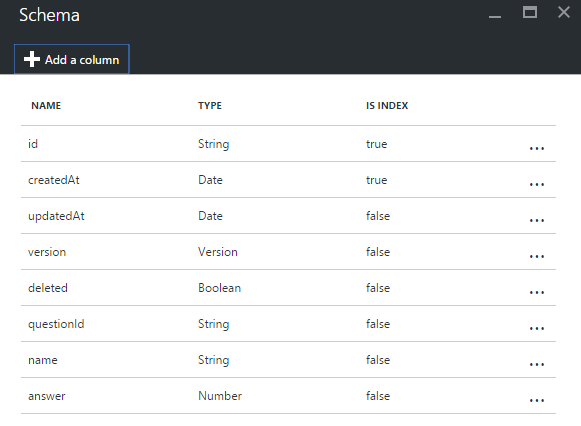 Schema
Add a column
NAME TYPE IS INDEX
id String true ...
createdAt Date true ...
updatedAt Date false ...
version Version false ...
deleted Boolean false ...
questionId String false ...
name String false ...
answer Number false ...